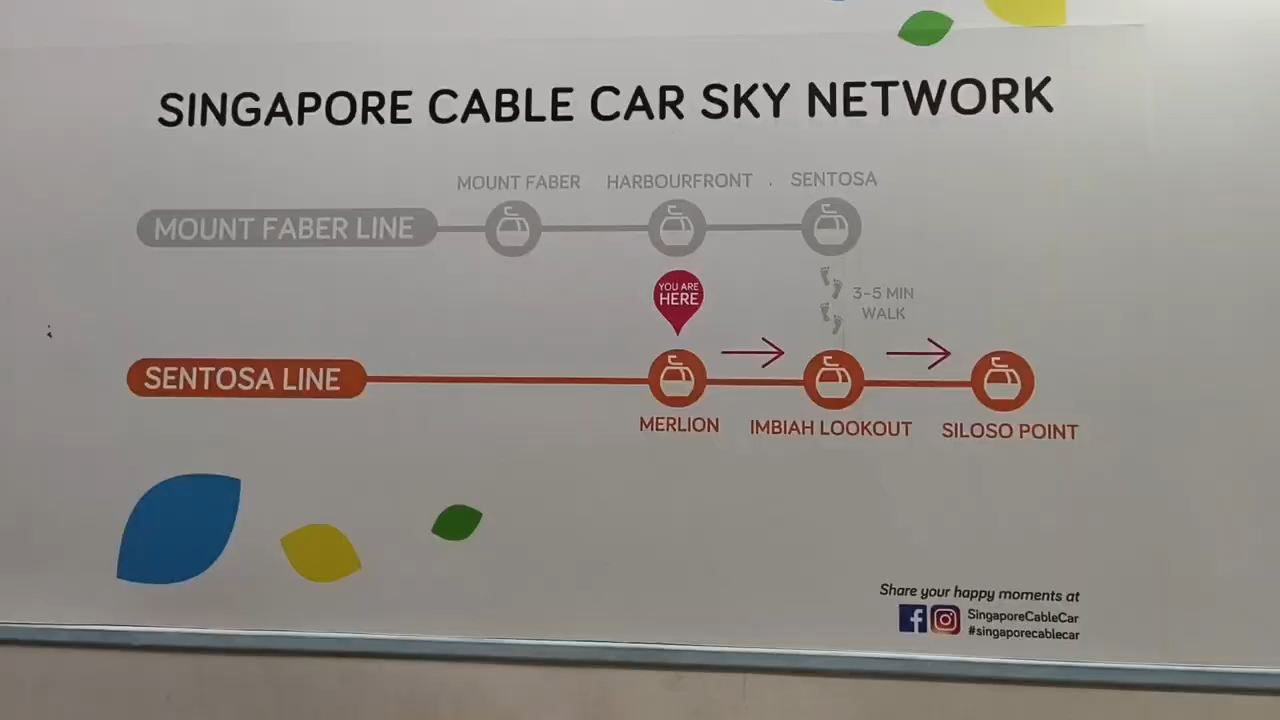 SINGAPORE CABLE CAR SKY NETWORK
MOUNT FABER HARBOURFRONT SENTOSA
MOUNT FABER LINE
YOU ARE
HERE
3-5 MIN
WALK
SENTOSA LINE
MERLION IMBIAH LOOKOUT SILOSO POINT
Share your happy moments at
SingaporeCableCar
#singaporecablecar